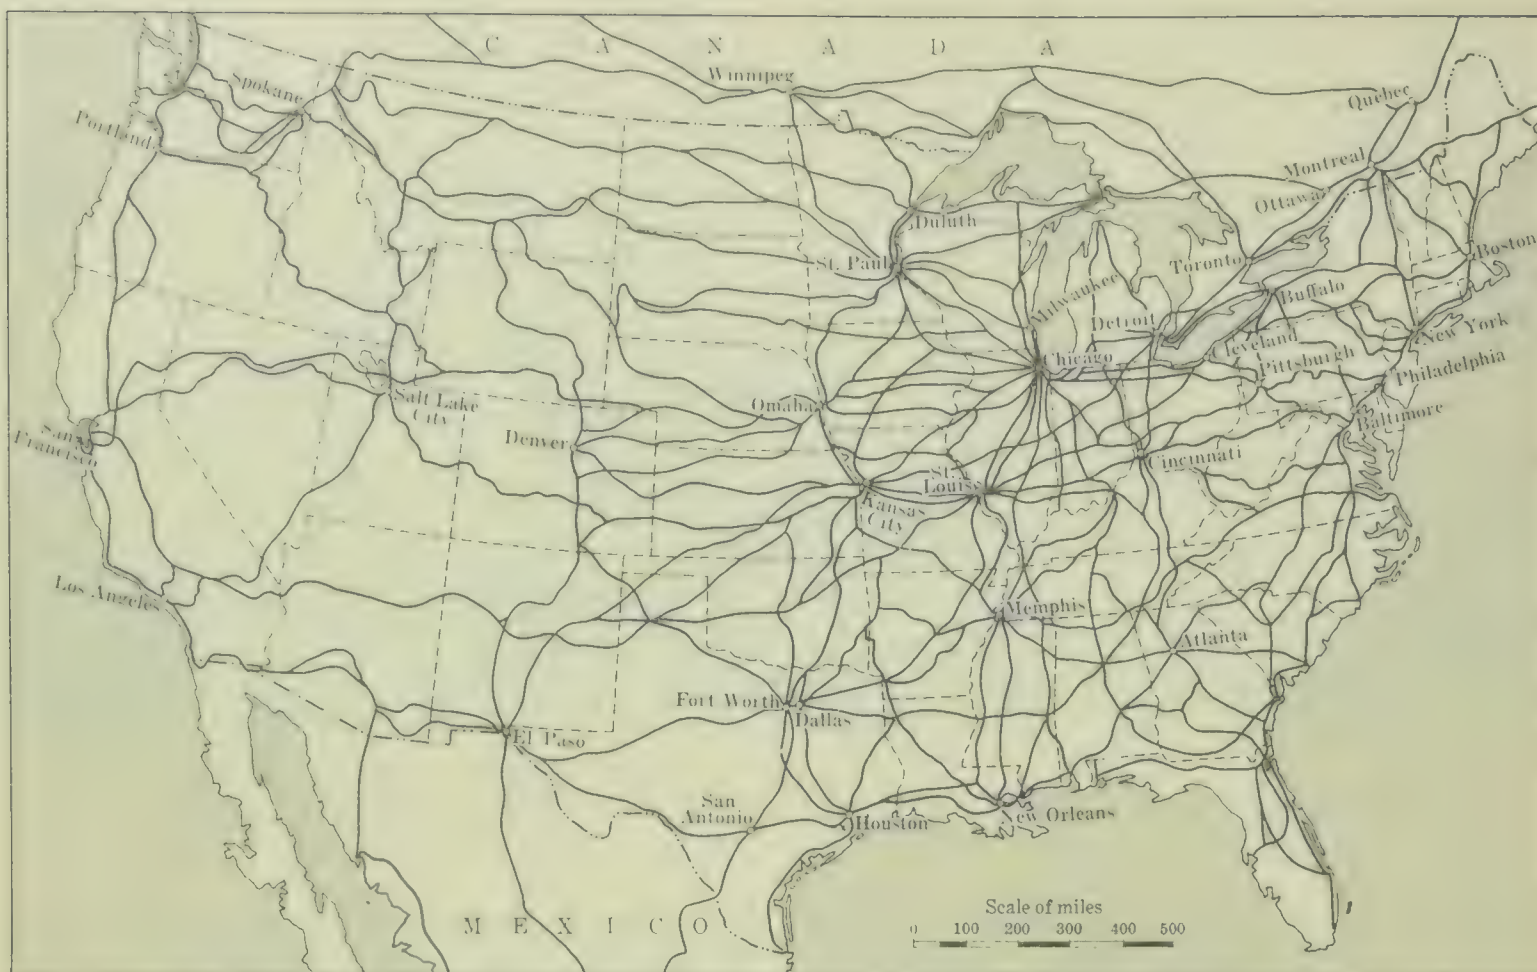 C A N A D A
Winnipeg
Spokane
Quebec
Portland
Montreal
Ottawa
Duluth
Boston
St. Paul
Toronto
Milwaukee
Buffalo
Detroit
New York
Chicago
Cleveland
Pittsburgh
Philadelphia
Salt Lake
City
Omaha
Baltimore
San
Francisco
Denver
Cincinnati
St.
Louis
Kansas
City
Los Angeles
Memphis
Atlanta
Fort Worth
Dallas
El Paso
San
Antonio
Houston
New Orleans
M E X I C O
Scale of miles
0 100 200 300 400 500